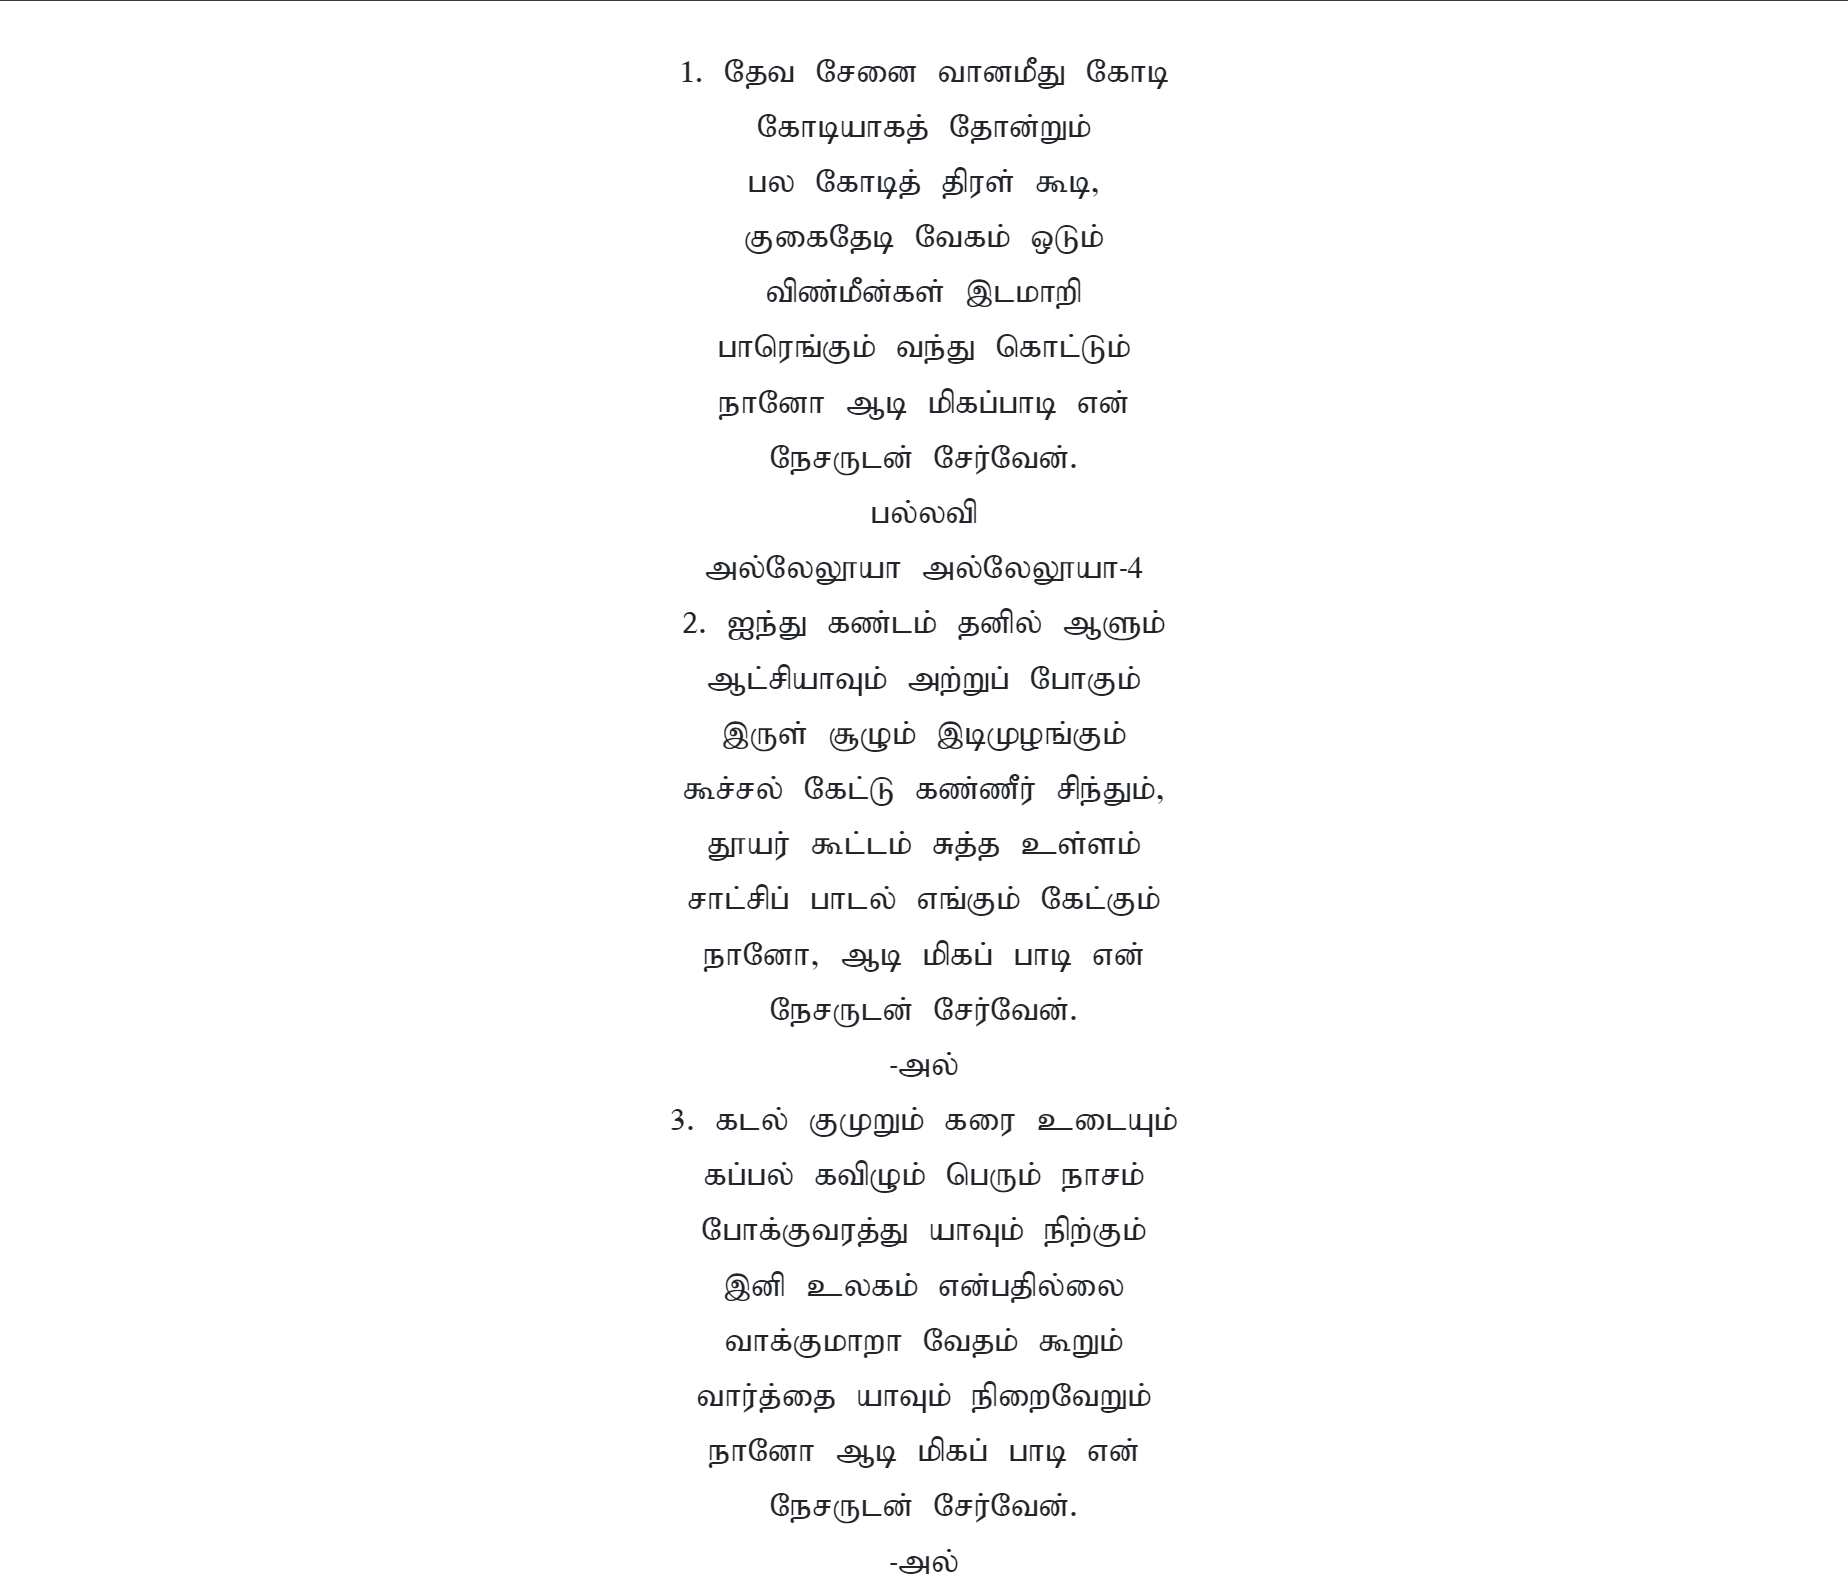 1. தேவ சேனை வானமீது கோடி
கோடியாகத் தோன்றும்
பல கோடித் திரள் கூடி,
குகைதேடி வேகம் ஒடும்
விண்மீன்கள் இடமாறி
பாரெங்கும் வந்து கொட்டும்
நானோ ஆடி மிகப்பாடி என்
நேசருடன் சேர்வேன்.
பல்லவி
அல்லேலூயா அல்லேலூயா-4
2. ஐந்து கண்டம் தனில் ஆளும்
ஆட்சியாவும் அற்றுப் போகும்
இருள் சூழும் இடிமுழங்கும்
கூச்சல் கேட்டு கண்ணீர் சிந்தும்,
தூயர் கூட்டம் சுத்த உள்ளம்
சாட்சிப் பாடல் எங்கும் கேட்கும்
நானோ, ஆடி மிகப் பாடி என்
நேசருடன் சேர்வேன்.
-அல்
3. கடல் குமுறும் கரை உடையும்
கப்பல் கவிழும் பெரும் நாசம்
போக்குவரத்து யாவும் நிற்கும்
இனி உலகம் என்பதில்லை
வாக்குமாறா வேதம் கூறும்
வார்த்தை யாவும் நிறைவேறும்
நானோ ஆடி மிகப் பாடி என்
நேசருடன் சேர்வேன்.
-அல்